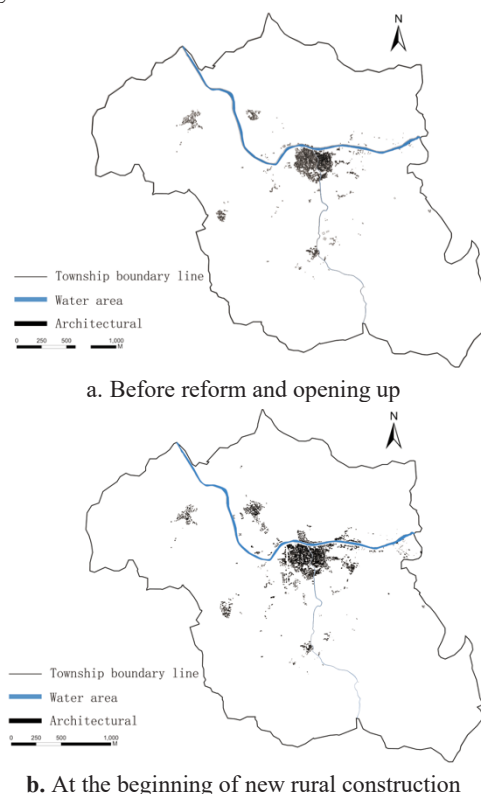 N
Township boundary line
Water area
Architectural
0 250 500 1,000
M
a. Before reform and opening up
N
Township boundary line
Water area
Architectural
0 250 500 1,000
M
b. At the beginning of new rural construction